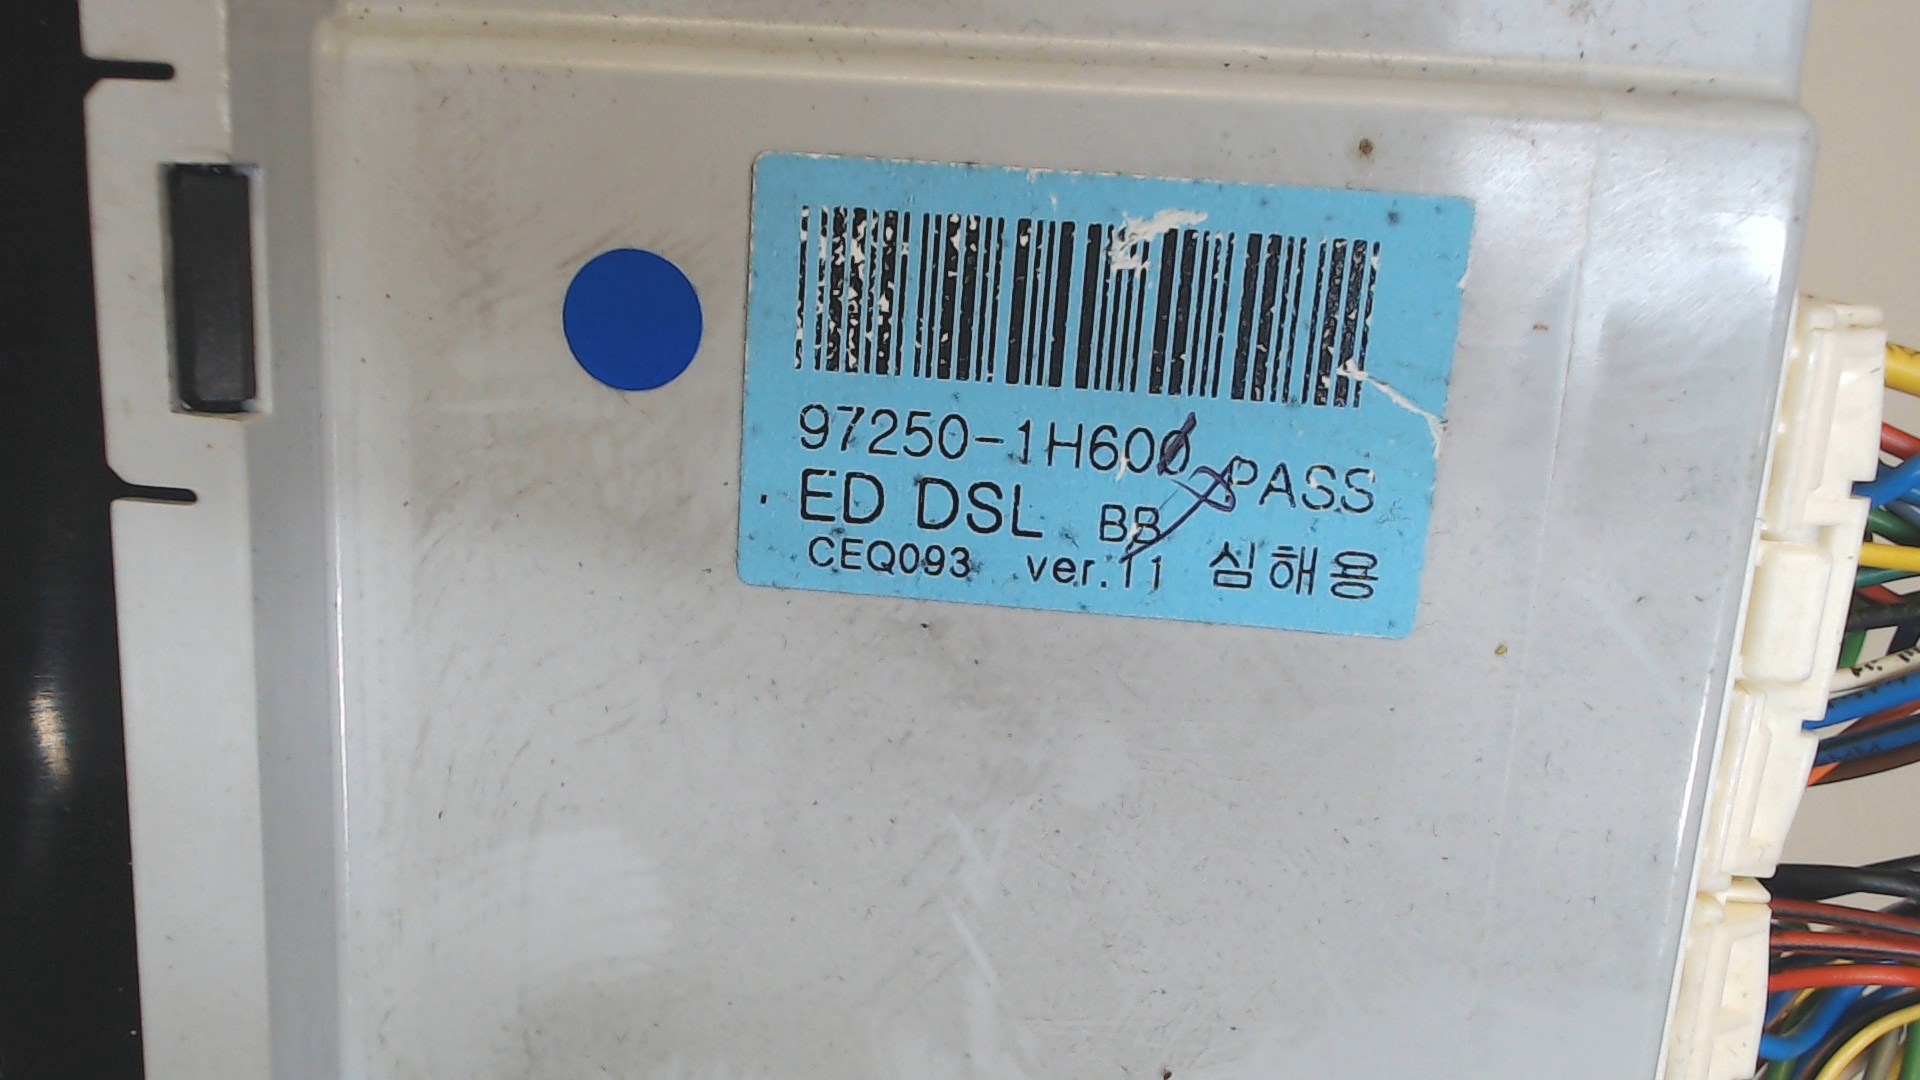 97250-1H600 PASS
ED DSL BB
CEQ093 ver.11 심해용